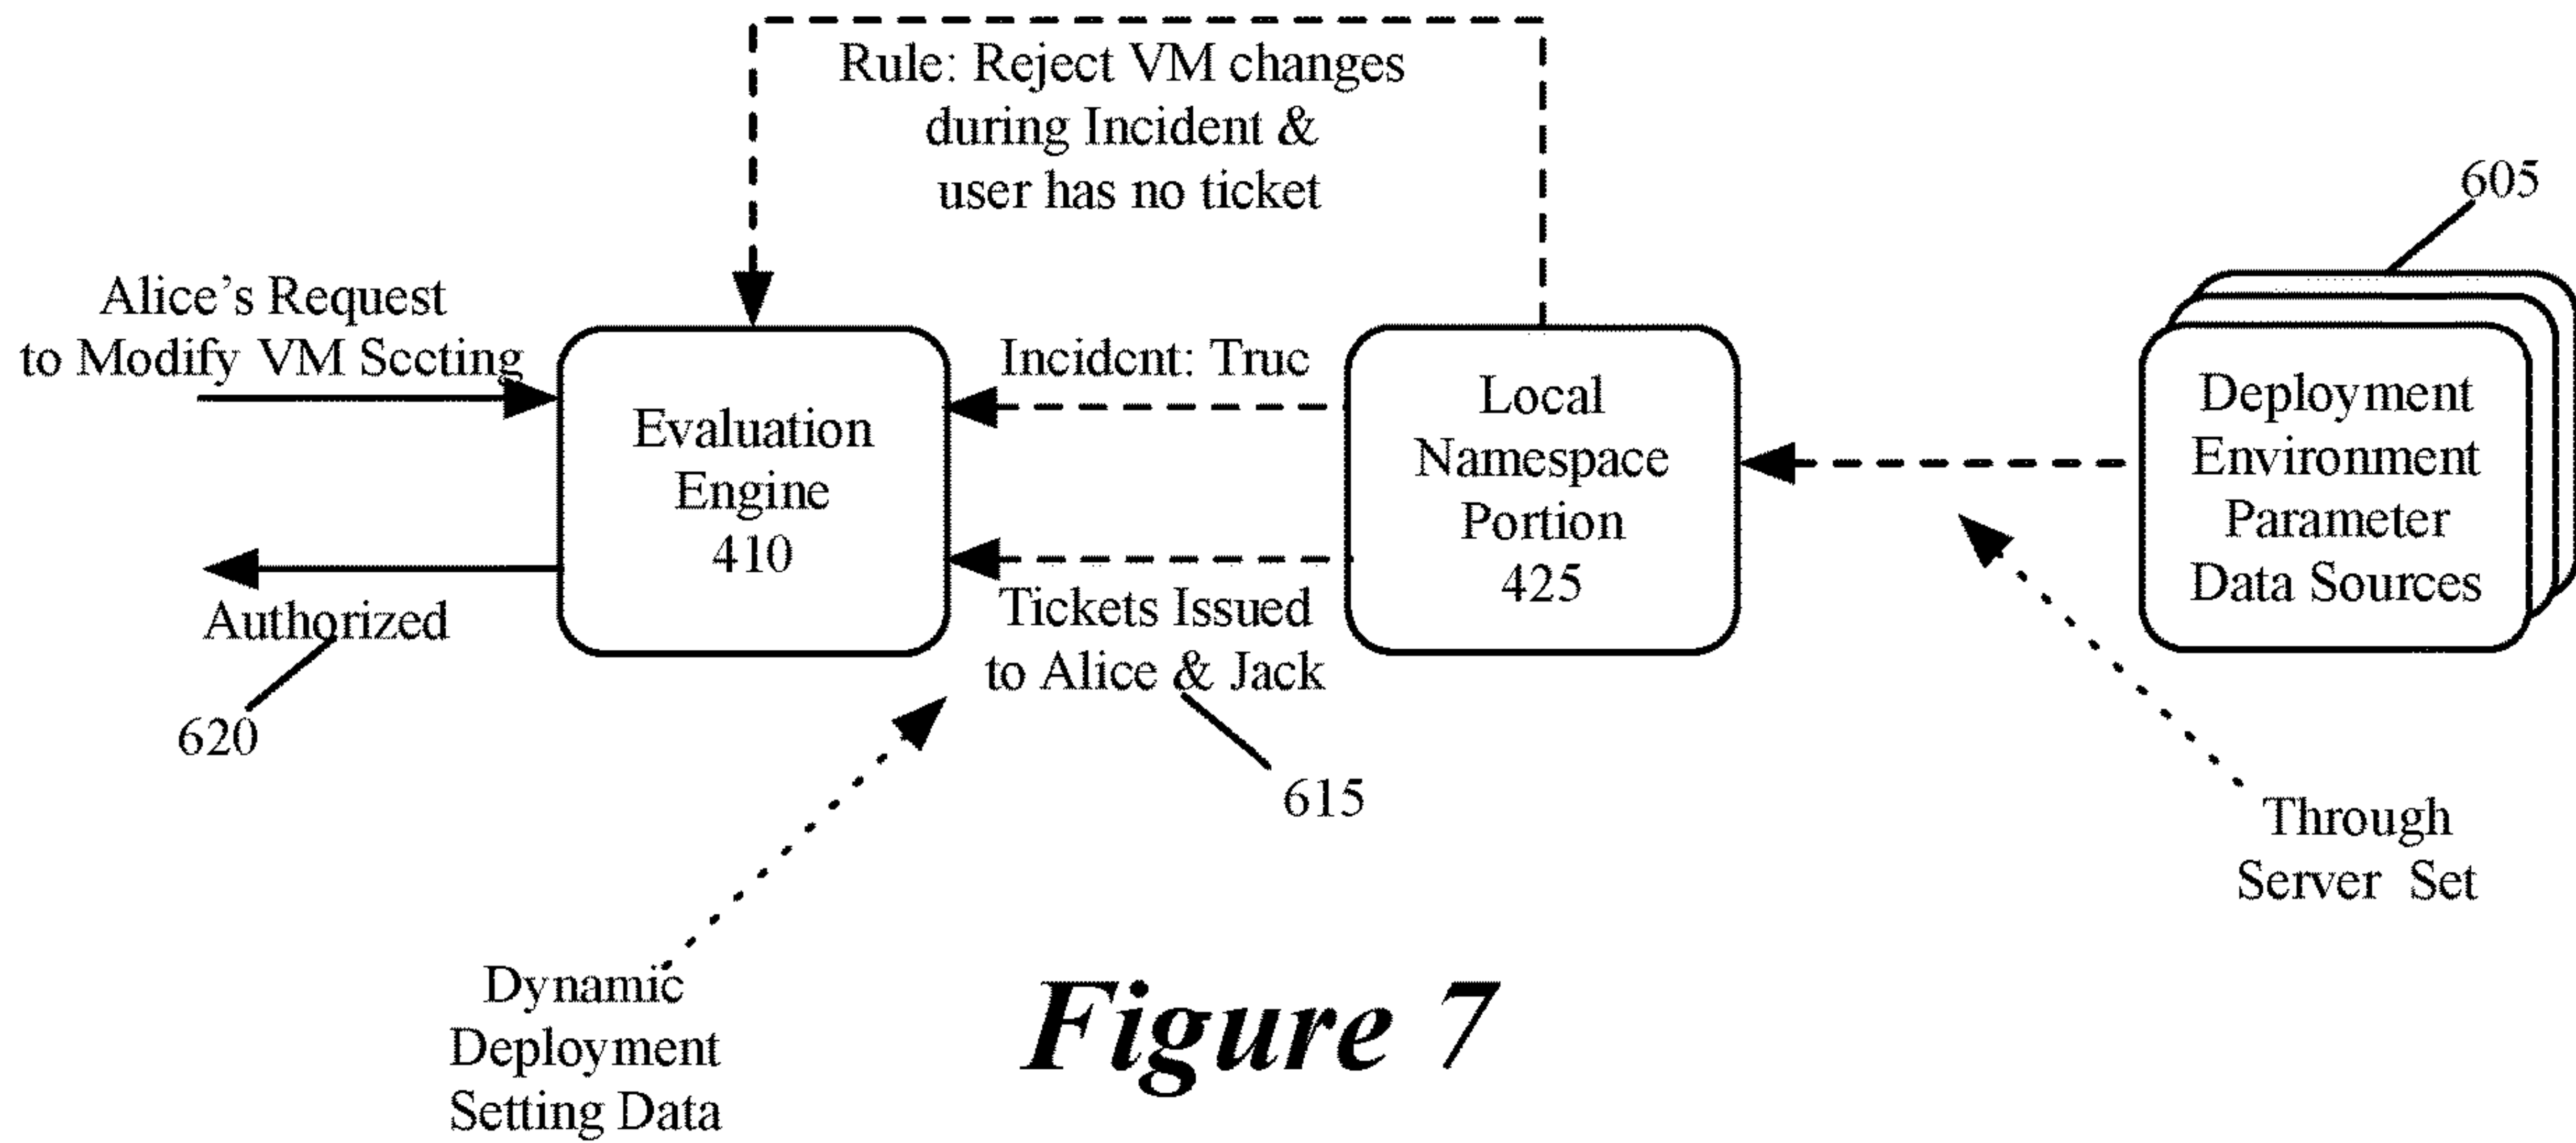 Rule: Reject VM changes
during Incident &
user has no ticket
605
Alice's Request
to Modify VM Sccting
Incidcnt: Truc
Evaluation
Engine
410
Local
Namespace
Portion
425
Deployment
Environment
Parameter
Data Sources
Authorized
620
Tickets Issued
to Alice & Jack
615
Through
Server Set
Dynamic
Deployment
Setting Data
Figure 7